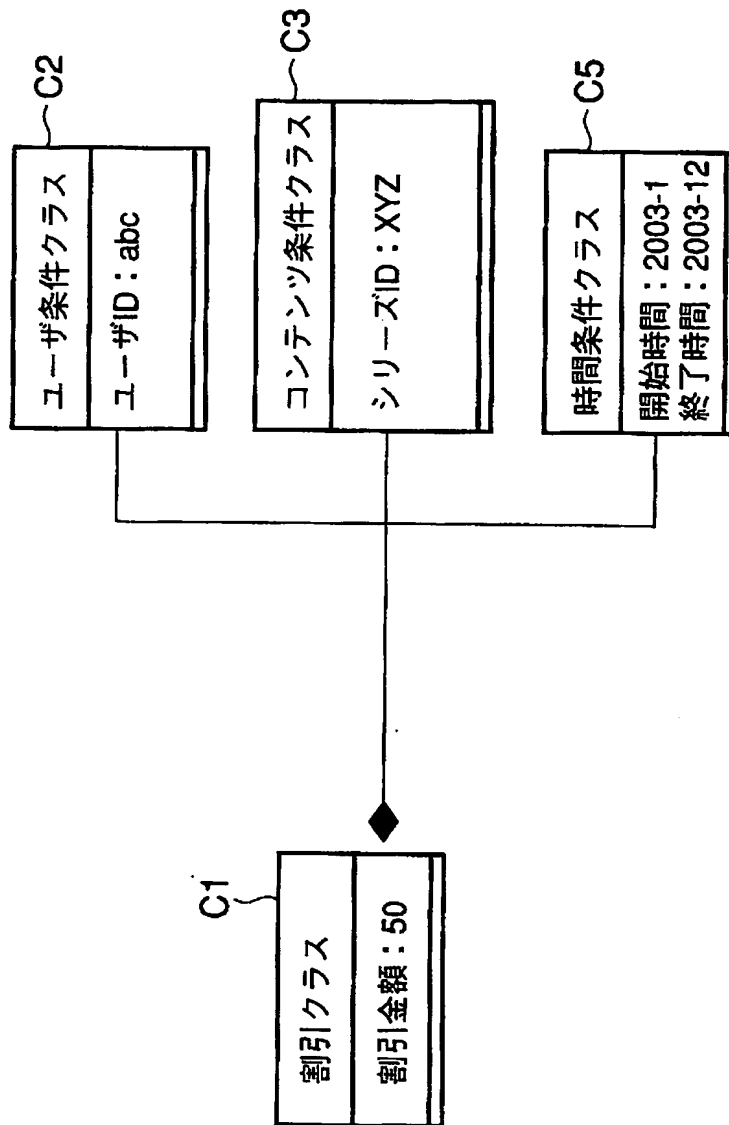 C1
割引クラス
割引金額：50
C2
ユーザ条件クラス
ユーザID：abc
C3
コンテンツ条件クラス
シリーズID：XYZ
C5
時間条件クラス
開始時間：2003-1
終了時間：2003-12